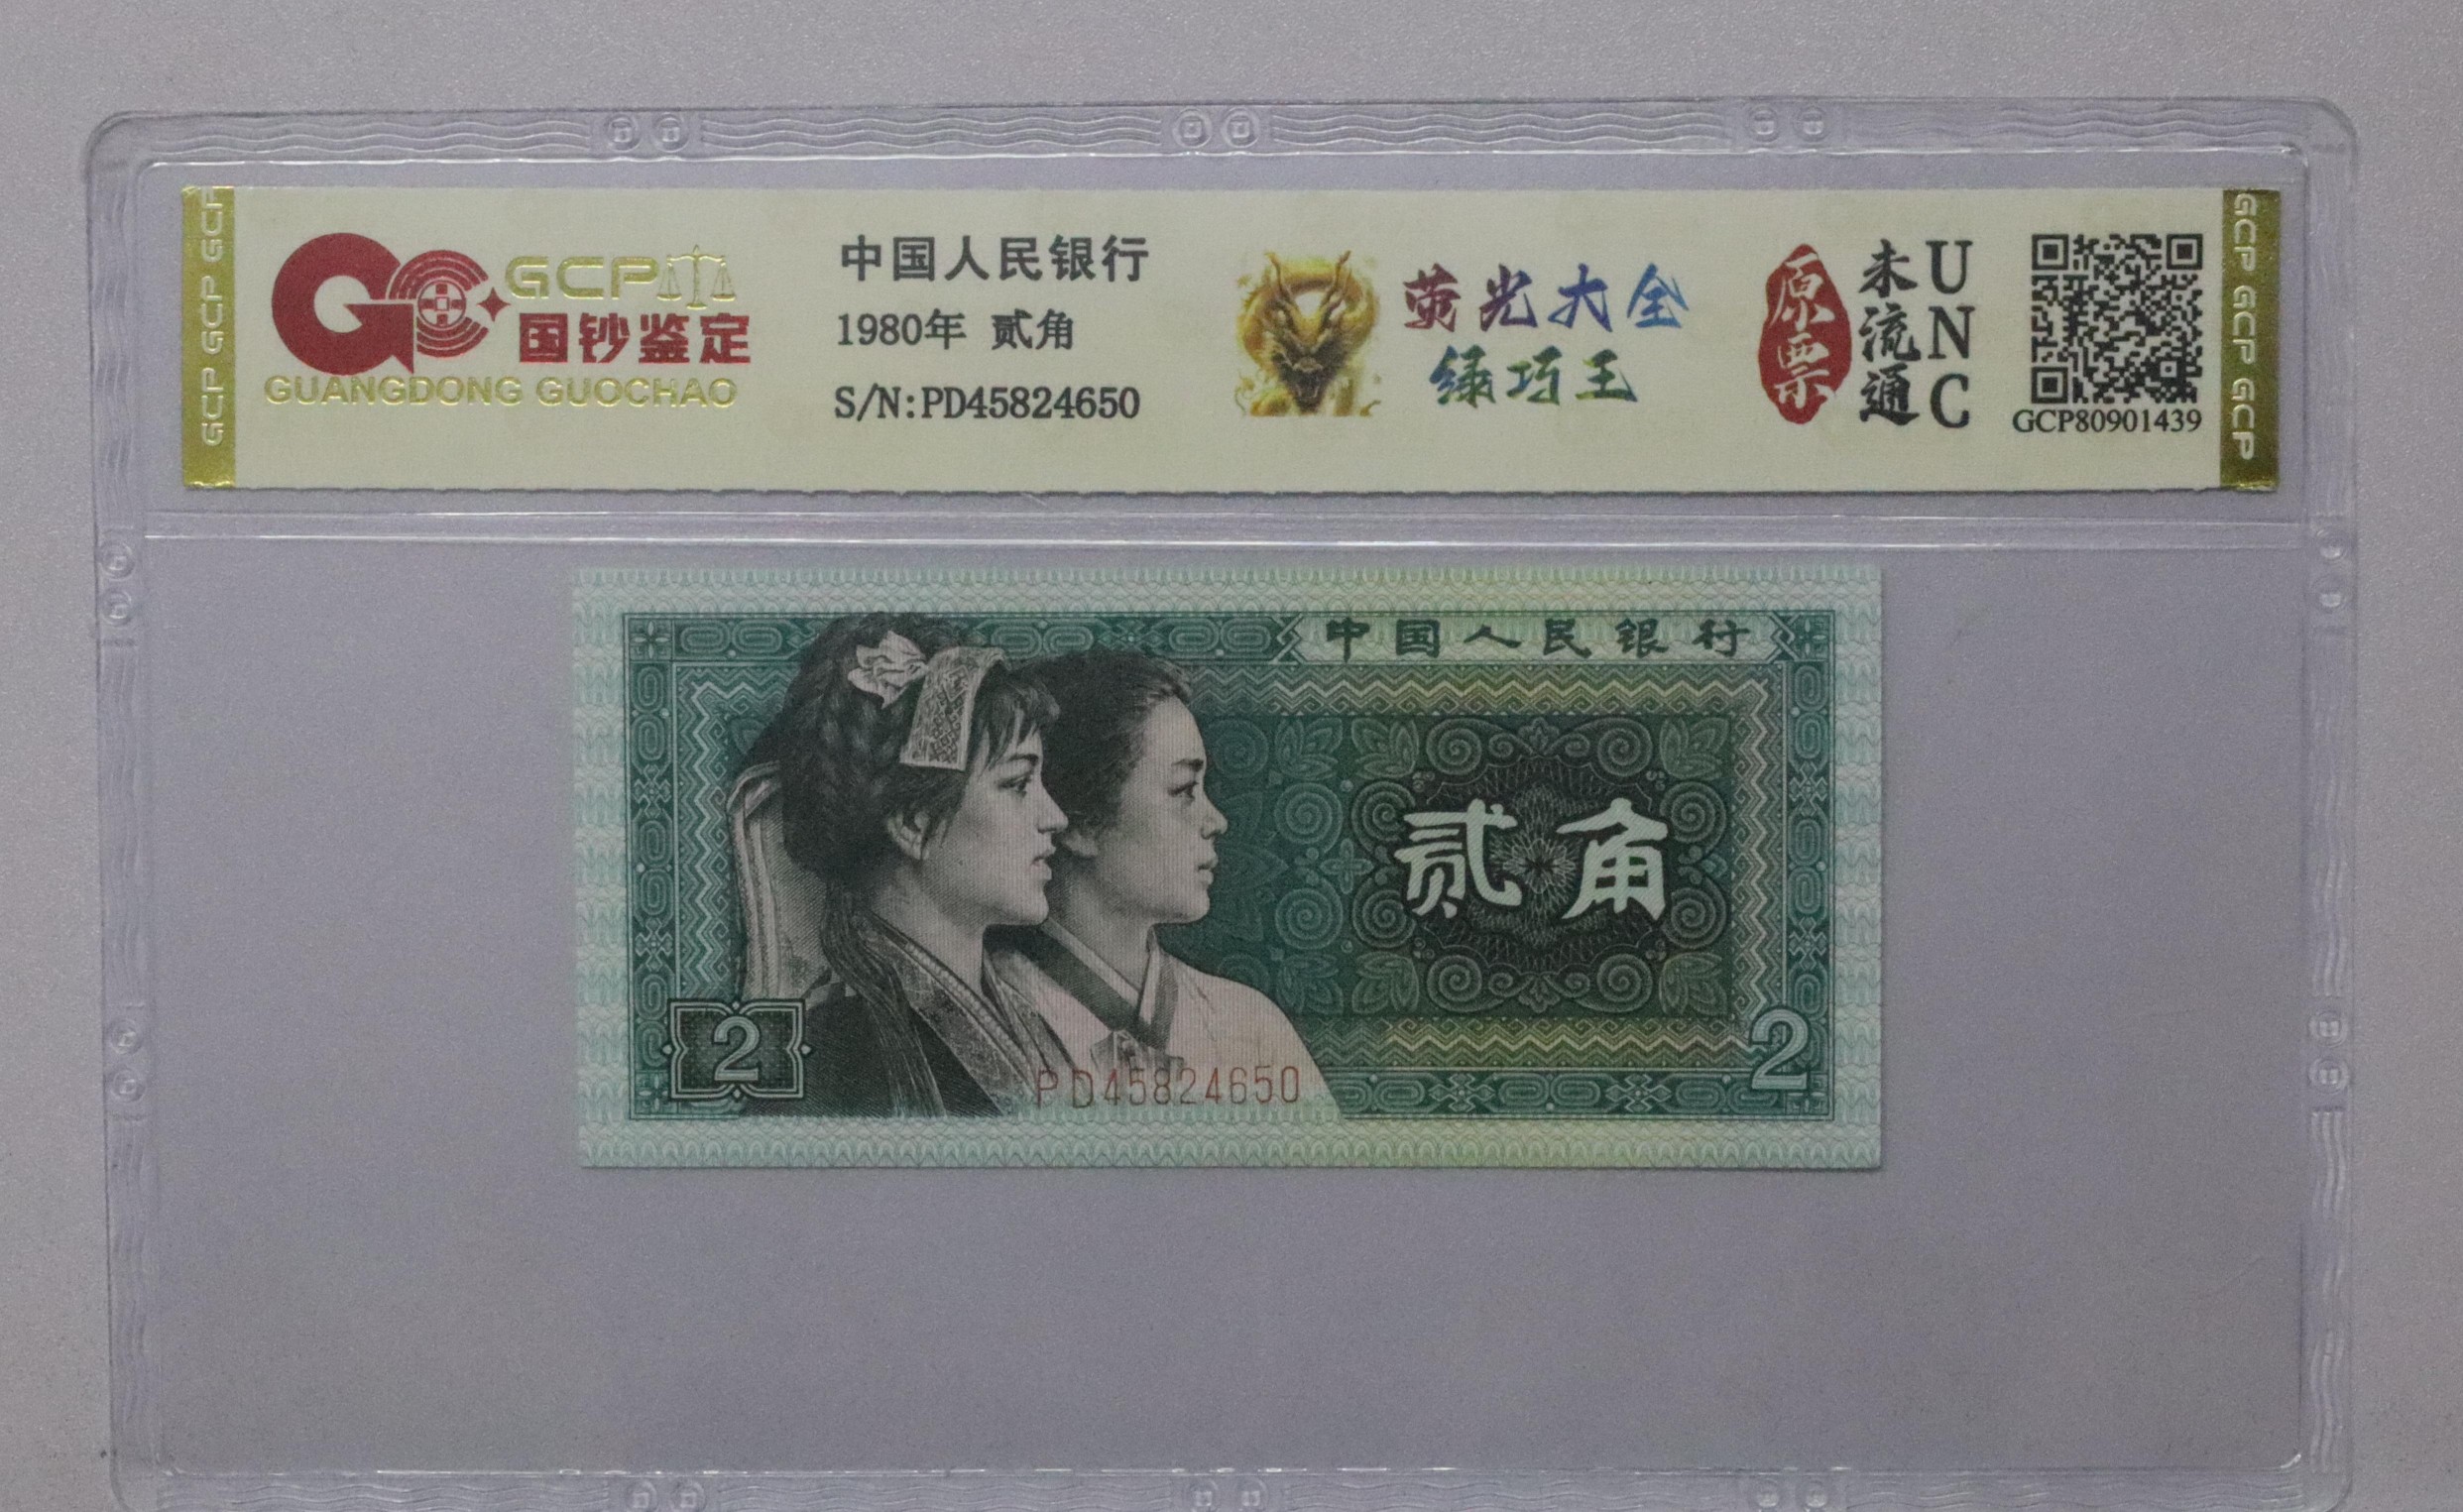 GCP GCP GCP
GCP
国钞鉴定
GUANGDONG GUOCHAO
中国人民银行
1980年 贰角
S/N:PD45824650
荧光大全
绿巧王
原票
未流通
UNC
GCP80901439
GCP GCP GCP
中国人民银行
贰角
2
2
PD45824650